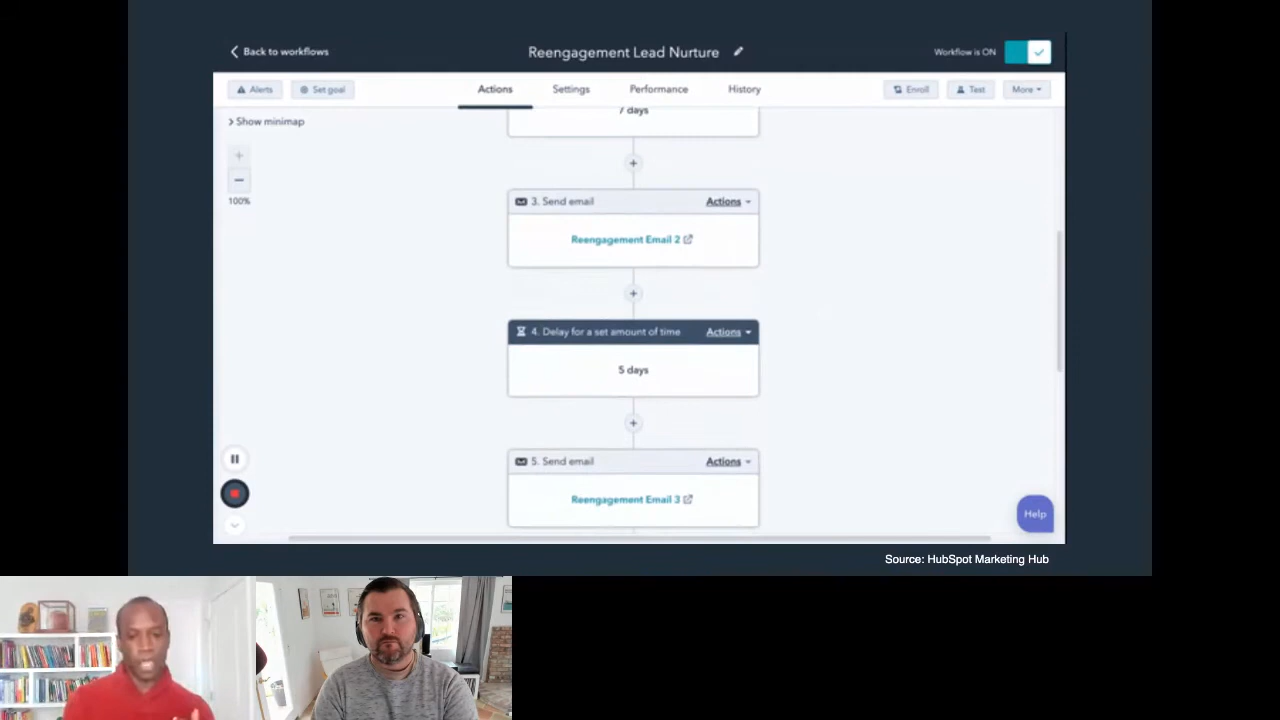 Back to workflows
Reengagement Lead Nurture
Workflow is ON
Alerts
Set goal
Actions
Settings
Performance
History
Enroll
Test
More
Show minimap
100%
7 days
3. Send email
Actions
Reengagement Email 2
4. Delay for a set amount of time
Actions
5 days
5. Send email
Actions
Reengagement Email 3
Help
Source: HubSpot Marketing Hub